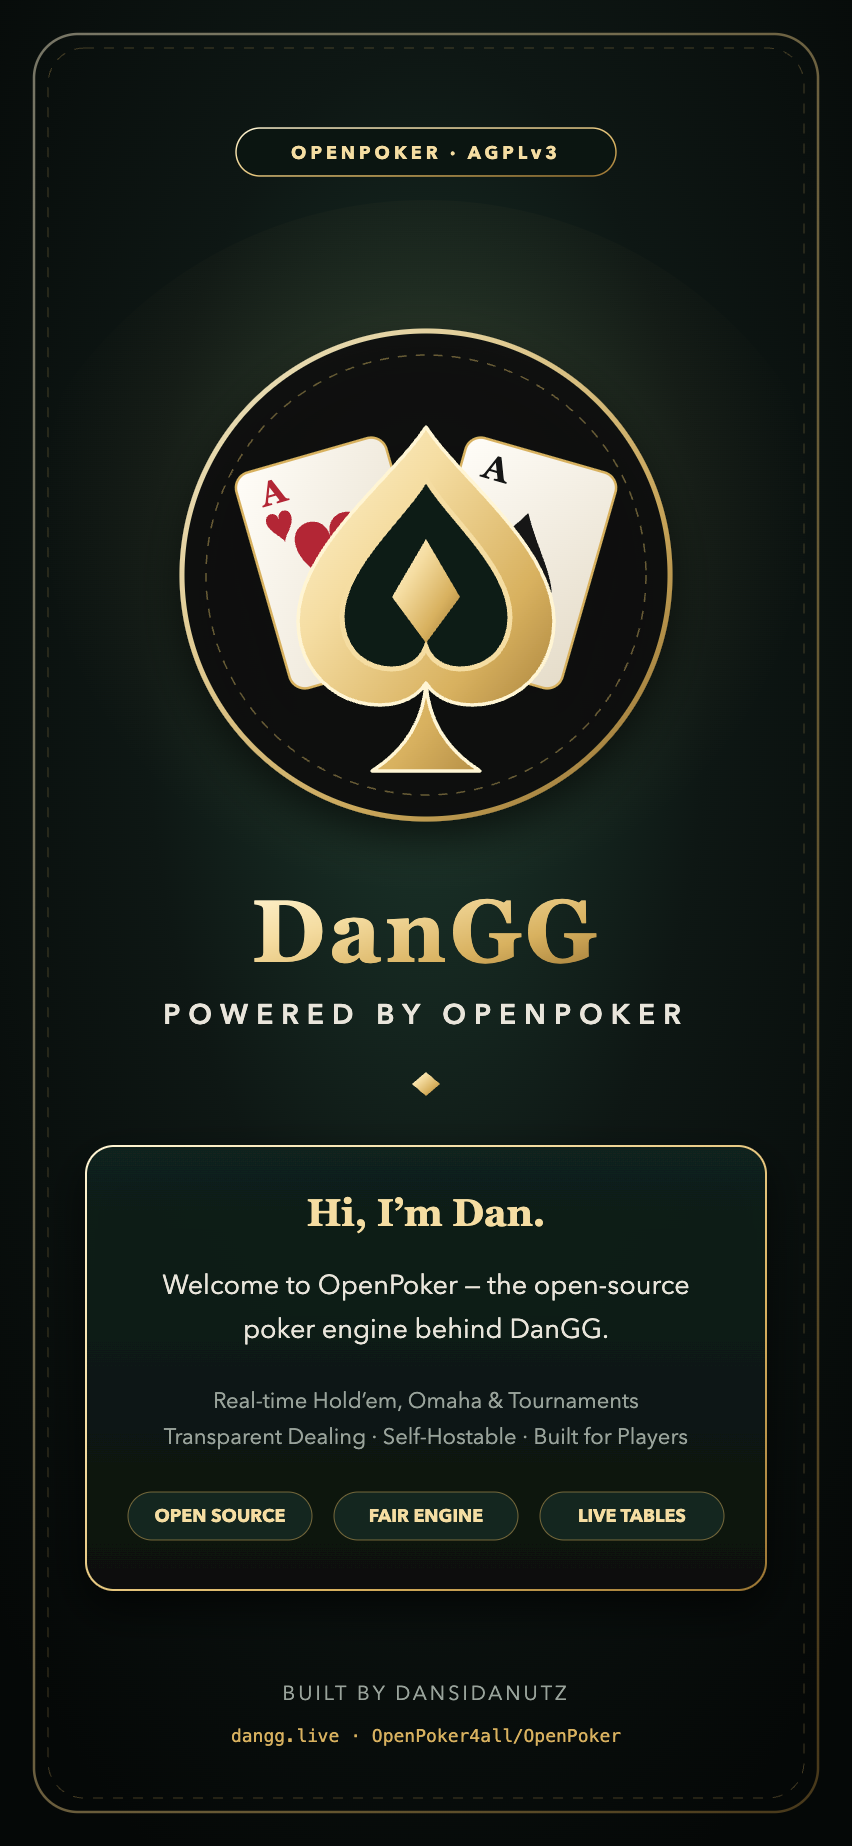 OPENPOKER · AGPLv3
A
A
DanGG
POWERED BY OPENPOKER
Hi, I’m Dan.
Welcome to OpenPoker – the open-source
poker engine behind DanGG.
Real-time Hold’em, Omaha & Tournaments
Transparent Dealing · Self-Hostable · Built for Players
OPEN SOURCE
FAIR ENGINE
LIVE TABLES
BUILT BY DANSIDANUTZ
dangg.live · OpenPoker4all/OpenPoker